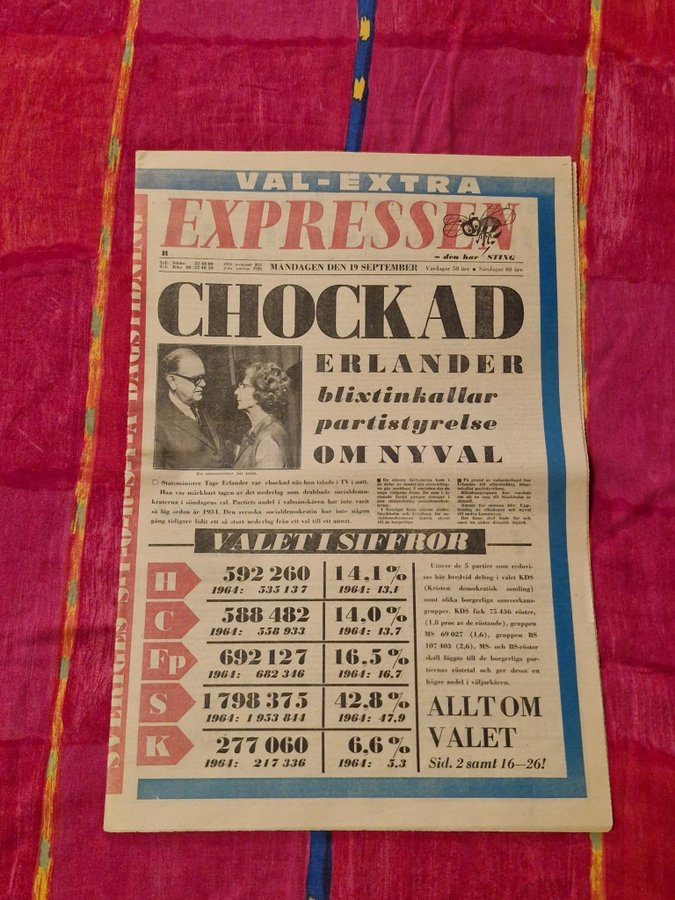 VAL-EXTRA
EXPRESSEN
– den har STING
R
MÅNDAGEN DEN 19 SEPTEMBER
Vardagar 50 öre • Söndagar 60 öre
SVERIGES STÖRSTA DAGSTIDNING
CHOCKAD
ERLANDER
blixtinkallar
partistyrelse
OM NYVAL
En statsminister får tröst.
Statsminister Tage Erlander var chockad när han talade i TV i natt.
Han var märkbart tagen av det nederlag som drabbade socialdemo-
kraterna i söndagens val. Partiets andel i valmanskåren har inte varit
så låg sedan år 1934. Den svenska socialdemokratin har aldrig någon
gång tidigare lidit ett så stort nederlag från ett val till ett annat.
VALET I SIFFROR
H
592 260
14,1%
1964: 535 137
1964: 13,1
C
588 482
14,0%
1964: 558 933
1964: 13,7
Fp
692 127
16,5%
1964: 682 346
1964: 16,7
S
1 798 375
42,8%
1964: 1 953 844
1964: 47,9
K
277 060
6,6%
1964: 217 336
1964: 5,3
Utöver de 5 partier som redovi-
sas här bredvid deltog i valet KDS
(Kristen demokratisk samling)
samt olika borgerliga samverkans-
grupper. KDS fick 75 436 röster,
(1,8 proc av de röstande), gruppen
MS 69 027 (1,6), gruppen BS
107 403 (2,6), MS- och BS-röster
skall läggas till de borgerliga par-
tiernas röstetal och ger dessa en
högre andel i väljarkåren.
ALLT OM
VALET
Sid. 2 samt 16—26!